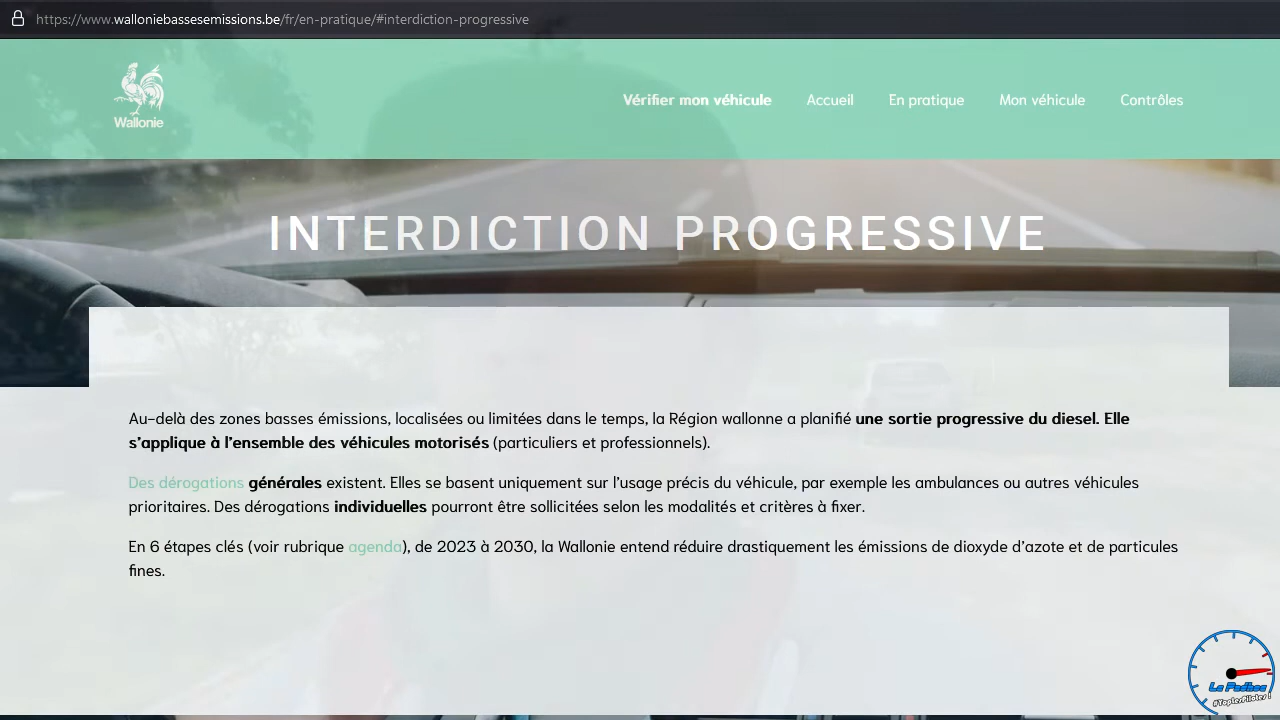 https://www.walloniebassesemissions.be/fr/en-pratique/#interdiction-progressive
Wallonie
Vérifier mon véhicule Accueil En pratique Mon véhicule Contrôles
INTERDICTION PROGRESSIVE
Au-delà des zones basses émissions, localisées ou limitées dans le temps, la Région wallonne a planifié une sortie progressive du diesel. Elle
s'applique à l'ensemble des véhicules motorisés (particuliers et professionnels).
Des dérogations générales existent. Elles se basent uniquement sur l'usage précis du véhicule, par exemple les ambulances ou autres véhicules
prioritaires. Des dérogations individuelles pourront être sollicitées selon les modalités et critères à fixer.
En 6 étapes clés (voir rubrique agenda), de 2023 à 2030, la Wallonie entend réduire drastiquement les émissions de dioxyde d'azote et de particules
fines.
Le Padhoc
#YopLesPilotes !